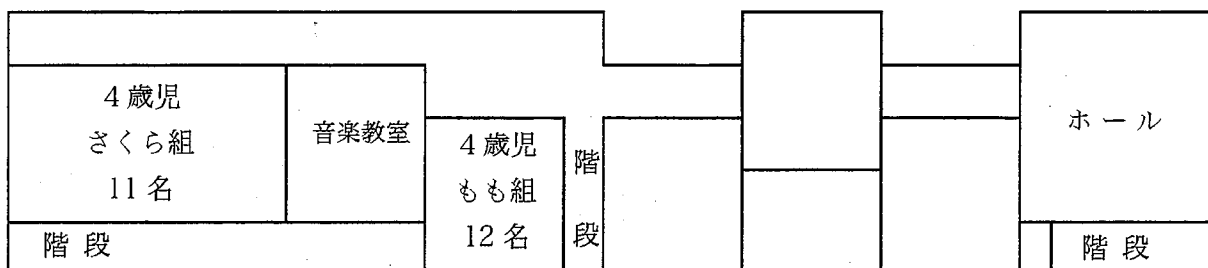 4歳児
さくら組
11名
音楽教室
4歳児
もも組
12名
階段
ホール
階段
階段